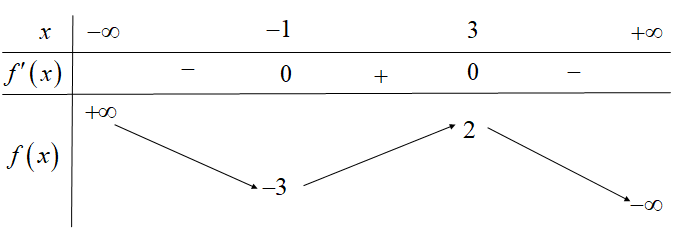 x −∞ −1 3 +∞
f′(x) − 0 + 0 −
+∞
2
f(x)
−3
−∞